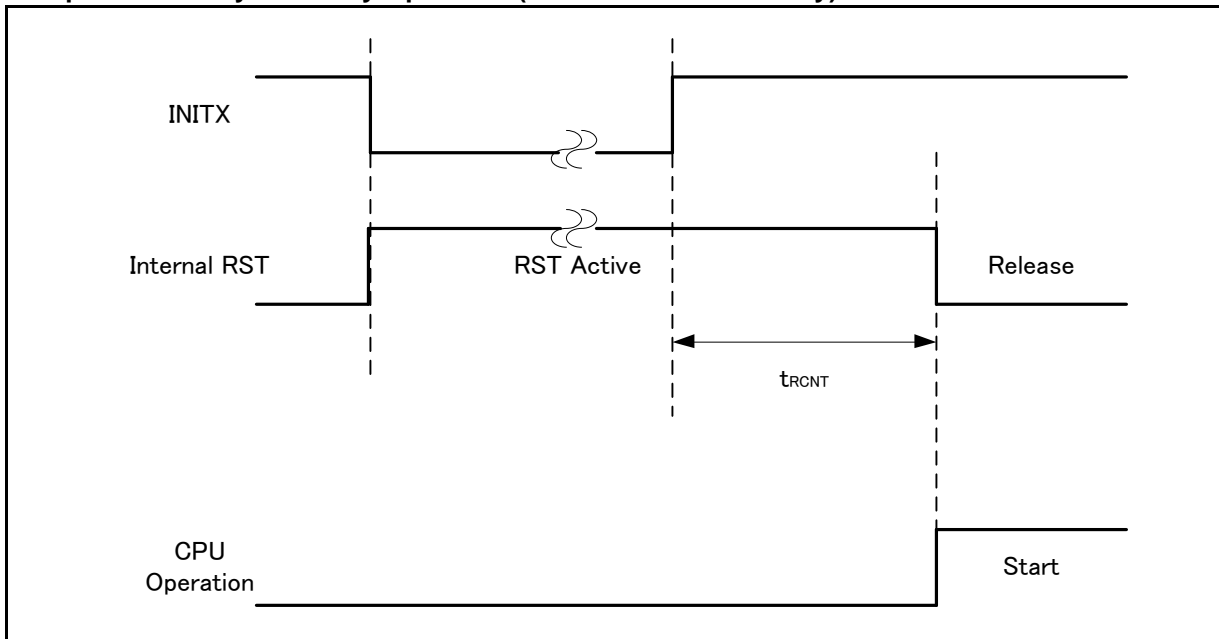 INITX
Internal RST
RST Active
Release
tRCNT
CPU
Operation
Start